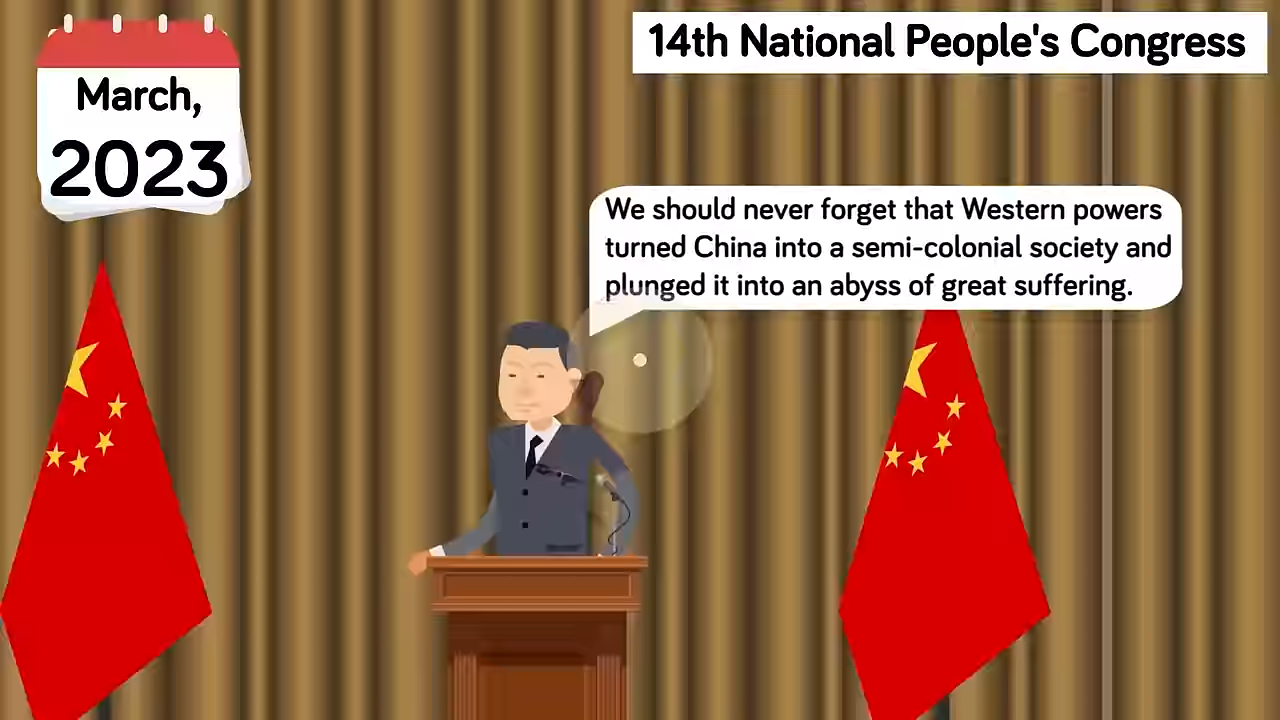 March,
2023
14th National People's Congress
We should never forget that Western powers
turned China into a semi-colonial society and
plunged it into an abyss of great suffering.